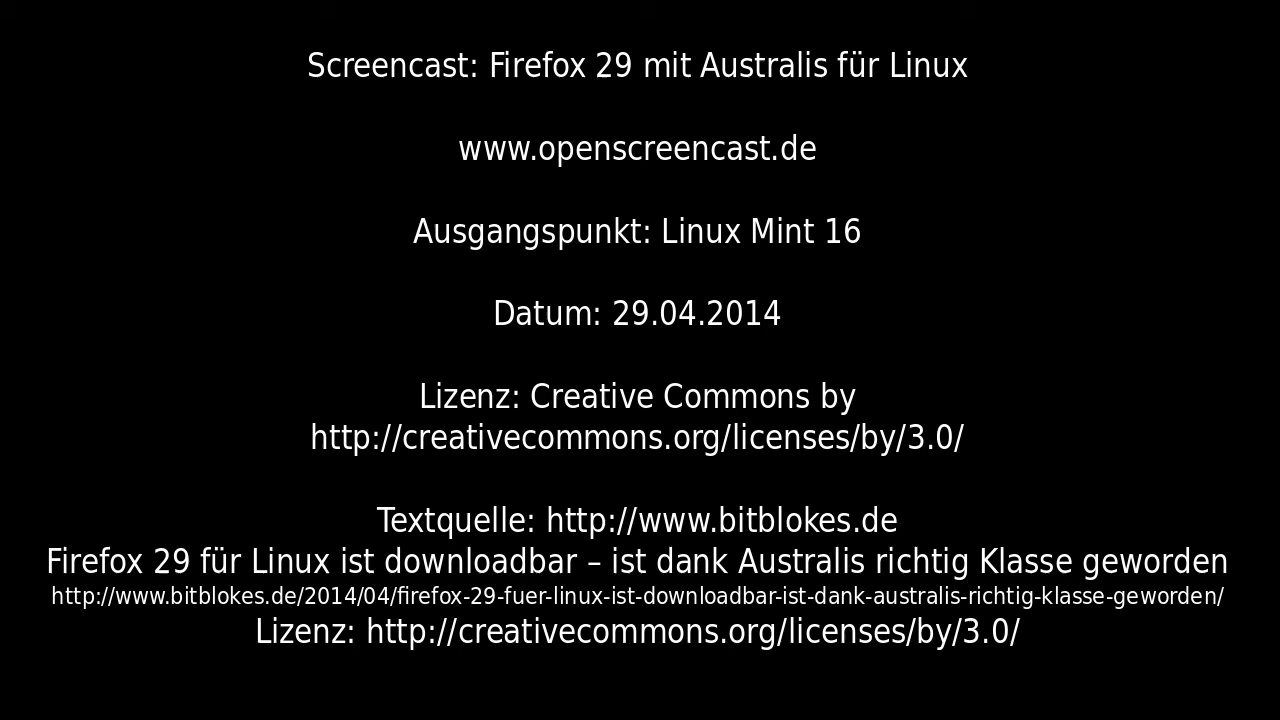 Screencast: Firefox 29 mit Australis für Linux
www.openscreencast.de
Ausgangspunkt: Linux Mint 16
Datum: 29.04.2014
Lizenz: Creative Commons by
http://creativecommons.org/licenses/by/3.0/
Textquelle: http://www.bitblokes.de
Firefox 29 für Linux ist downloadbar – ist dank Australis richtig Klasse geworden
http://www.bitblokes.de/2014/04/firefox-29-fuer-linux-ist-downloadbar-ist-dank-australis-richtig-klasse-geworden/
Lizenz: http://creativecommons.org/licenses/by/3.0/